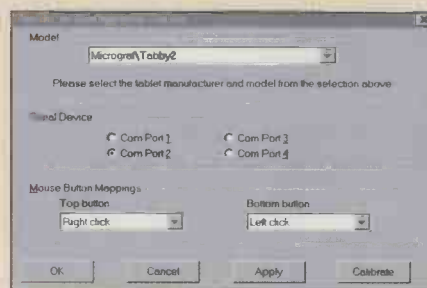 Model
Micrograf\Tabby2
Please select the tablet manufacturer and model from the selection above
Serial Device
Com Port 1 Com Port 3
Com Port 2 Com Port 4
Mouse Button Mappings
Top button Bottom button
Right click Left click
OK Cancel Apply Calibrate